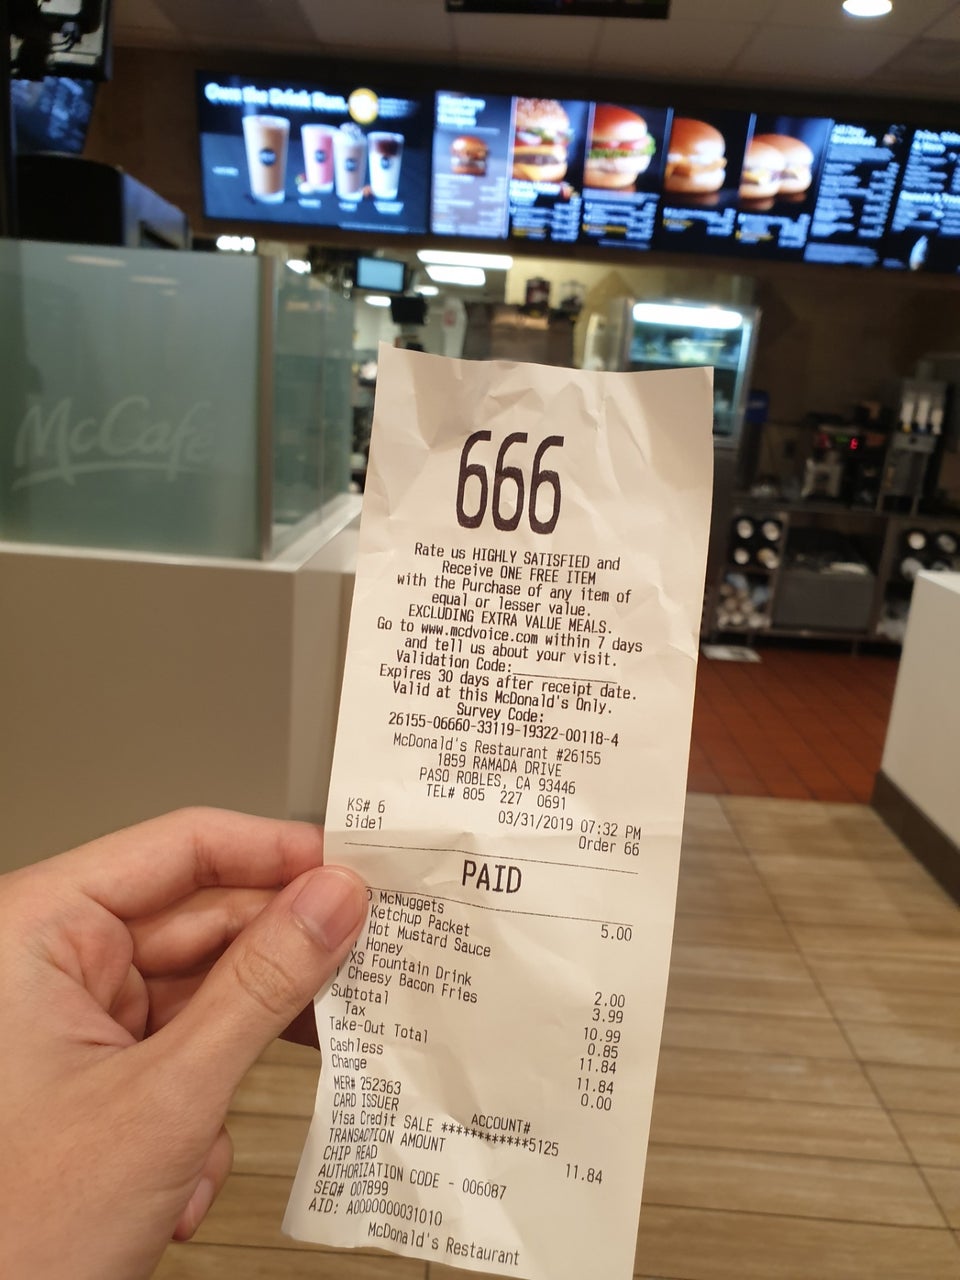 Own the Drink Run.
McCafe
666
Rate us HIGHLY SATISFIED and
Receive ONE FREE ITEM
with the Purchase of any item of
equal or lesser value.
EXCLUDING EXTRA VALUE MEALS.
Go to www.mcdvoice.com within 7 days
and tell us about your visit.
Validation Code:____________
Expires 30 days after receipt date.
Valid at this McDonald's Only.
Survey Code:
26155-06660-33119-19322-00118-4
McDonald's Restaurant #26155
1859 RAMADA DRIVE
PASO ROBLES, CA 93446
TEL# 805 227 0691
KS# 6 03/31/2019 07:32 PM
Side1 Order 66
PAID
McNuggets 5.00
Ketchup Packet
Hot Mustard Sauce
Honey
XS Fountain Drink 2.00
1 Cheesy Bacon Fries 3.99
Subtotal 10.99
Tax 0.85
Take-Out Total 11.84
Cashless 11.84
Change 0.00
MER# 252363
CARD ISSUER ACCOUNT#
Visa Credit SALE ************5125
TRANSACTION AMOUNT 11.84
CHIP READ
AUTHORIZATION CODE - 006087
SEQ# 007899
AID: A0000000031010
McDonald's Restaurant